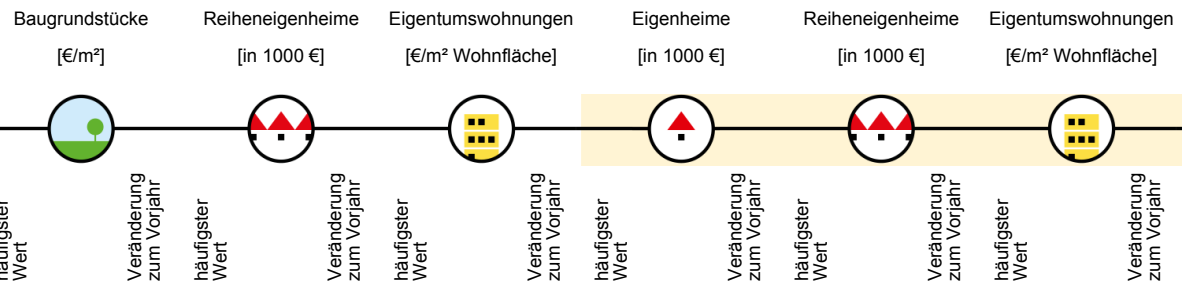 Baugrundstücke Reiheneigenheime Eigentumswohnungen Eigenheime Reiheneigenheime Eigentumswohnungen
[€/m²] [in 1000 €] [€/m² Wohnfläche] [in 1000 €] [in 1000 €] [€/m² Wohnfläche]
häufigster
Wert
Veränderung
zum Vorjahr
häufigster
Wert
Veränderung
zum Vorjahr
häufigster
Wert
Veränderung
zum Vorjahr
häufigster
Wert
Veränderung
zum Vorjahr
häufigster
Wert
Veränderung
zum Vorjahr
häufigster
Wert
Veränderung
zum Vorjahr